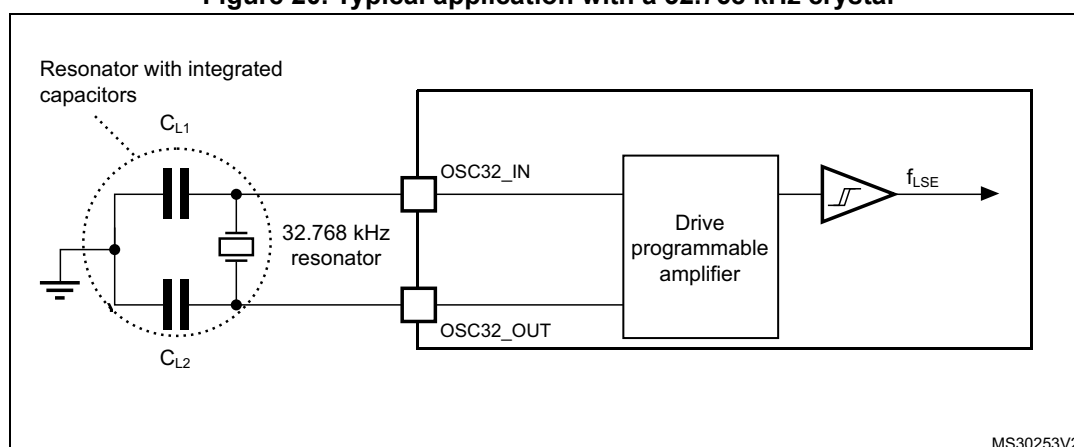 Figure 20. Typical application with a 32.768 kHz crystal
Resonator with integrated
capacitors
CL1
OSC32_IN
fLSE
32.768 kHz
resonator
Drive
programmable
amplifier
OSC32_OUT
CL2
MS30253V2